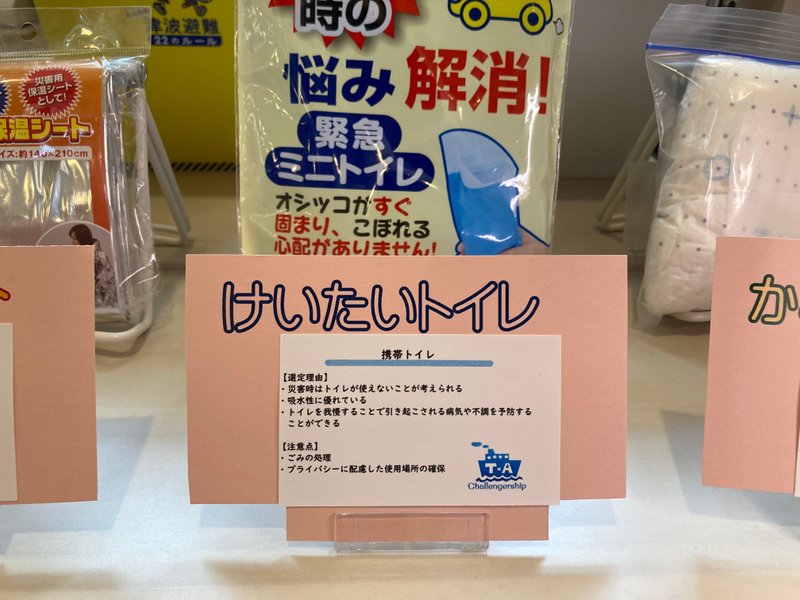 津波避難
22のルール
災害用
保温シート
として!
保温シート
イズ:約140×210cm
時の
悩み解消!
緊急
ミニトイレ
オシッコがすぐ
固まり、こぼれる
心配がありません!
けいたいトイレ
携帯トイレ
【選定理由】
・災害時はトイレが使えないことが考えられる
・吸水性に優れている
・トイレを我慢することで引き起こされる病気や不調を予防する
ことができる
【注意点】
・ごみの処理
・プライバシーに配慮した使用場所の確保
T-A
Challengership
か